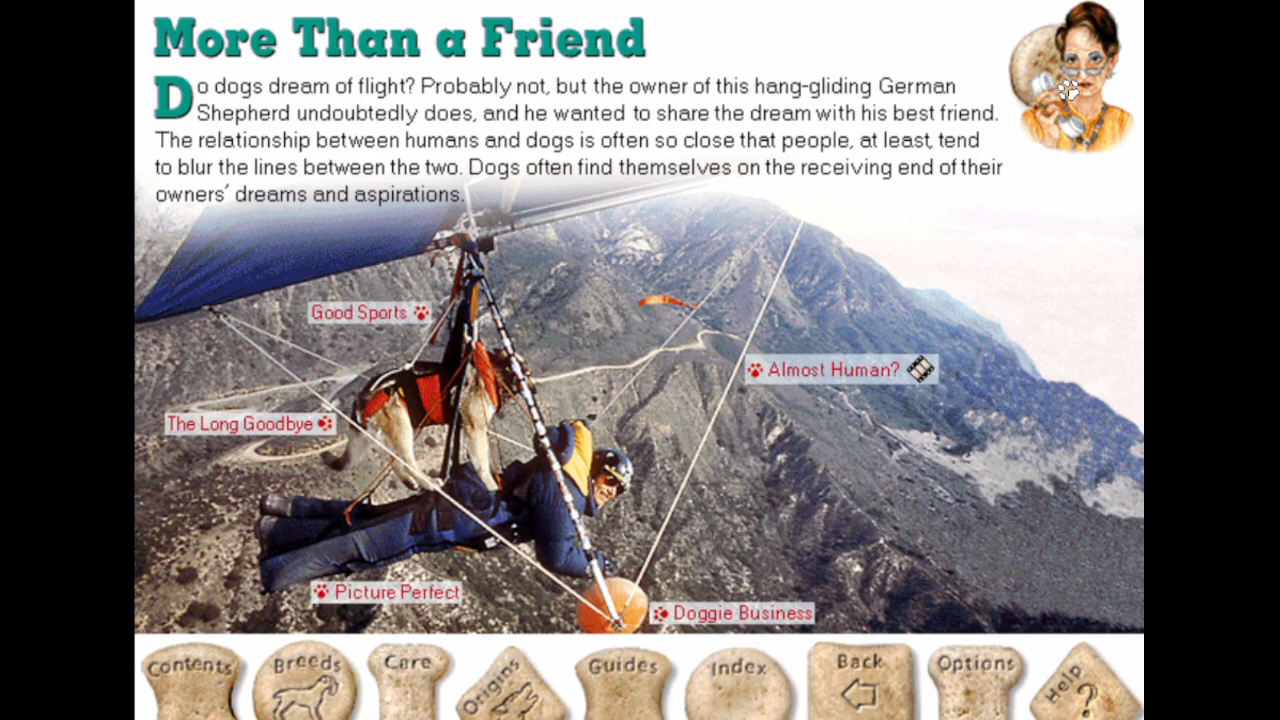 More Than a Friend
Do dogs dream of flight? Probably not, but the owner of this hang-gliding German
Shepherd undoubtedly does, and he wanted to share the dream with his best friend.
The relationship between humans and dogs is often so close that people, at least, tend
to blur the lines between the two. Dogs often find themselves on the receiving end of their
owners’ dreams and aspirations.
Good Sports
Almost Human?
The Long Goodbye
Picture Perfect
Doggie Business
Contents
Breeds
Care
Origins
Guides
Index
Back
Options
Help
?